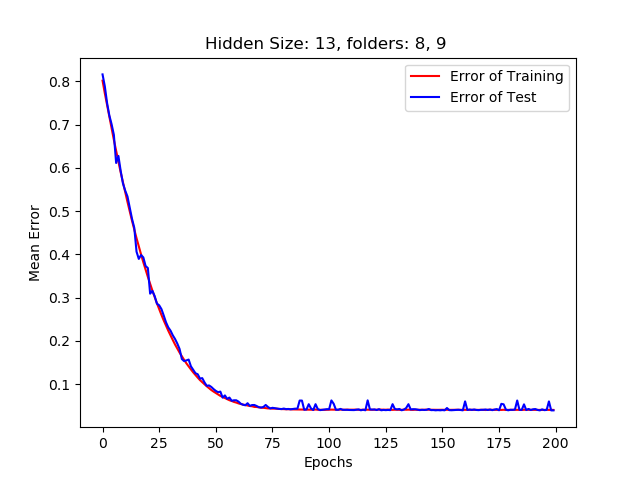 Hidden Size: 13, folders: 8, 9
Error of Training
Error of Test
Mean Error
0.8
0.7
0.6
0.5
0.4
0.3
0.2
0.1
0 25 50 75 100 125 150 175 200
Epochs